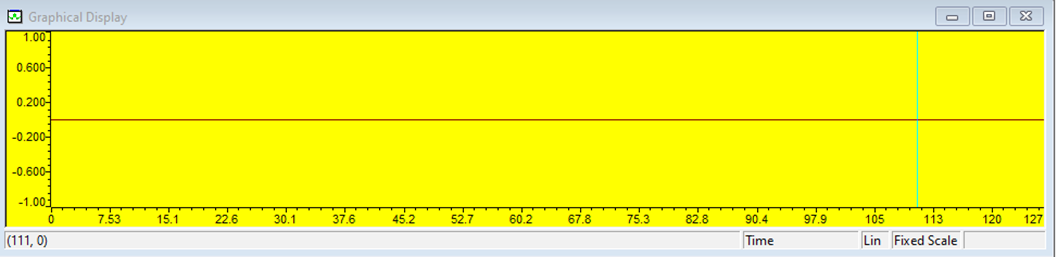 Graphical Display
1.00
0.600
0.200
-0.200
-0.600
-1.00
0 7.53 15.1 22.6 30.1 37.6 45.2 52.7 60.2 67.8 75.3 82.8 90.4 97.9 105 113 120 127
(111, 0) Time Lin Fixed Scale